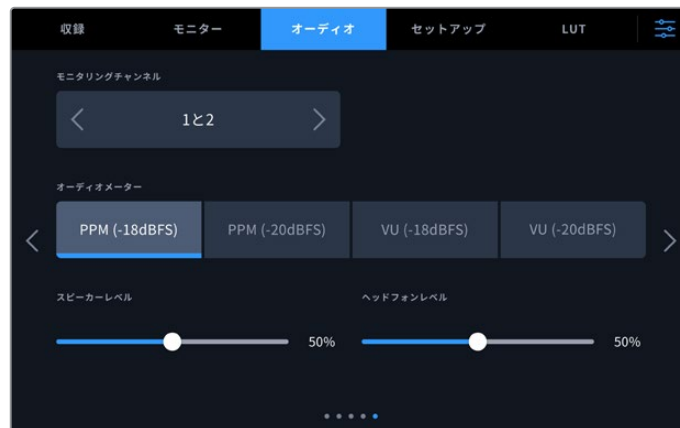 収録 モニター オーディオ セットアップ LUT
モニタリングチャンネル
1と2
オーディオメーター
PPM (-18dBFS) PPM (-20dBFS) VU (-18dBFS) VU (-20dBFS)
スピーカーレベル ヘッドフォンレベル
50% 50%